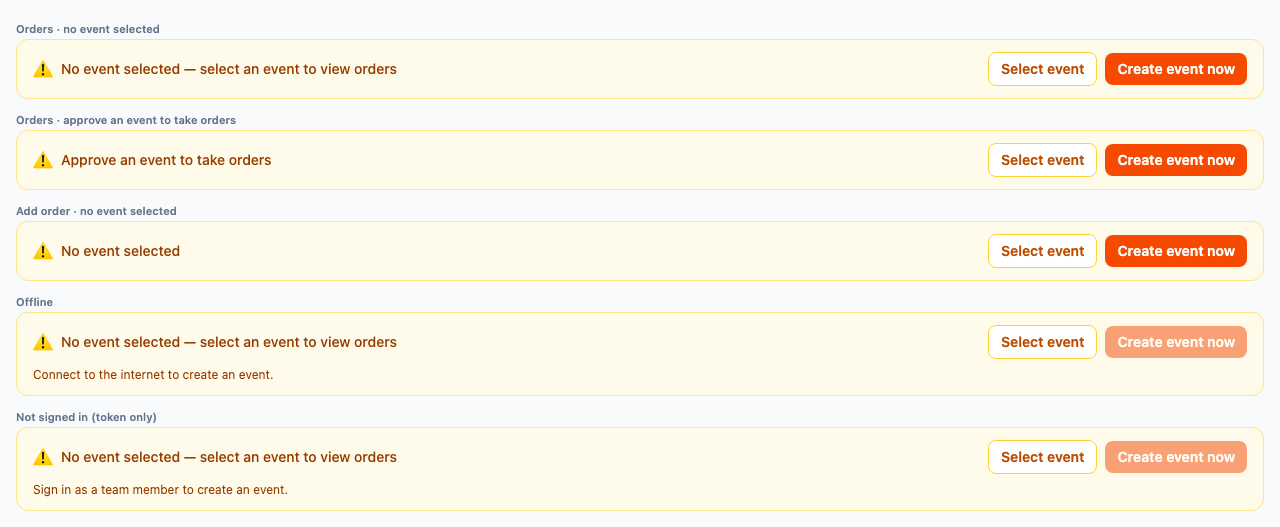 Orders · no event selected
No event selected — select an event to view orders
Select event
Create event now
Orders · approve an event to take orders
Approve an event to take orders
Select event
Create event now
Add order · no event selected
No event selected
Select event
Create event now
Offline
No event selected — select an event to view orders
Select event
Create event now
Connect to the internet to create an event.
Not signed in (token only)
No event selected — select an event to view orders
Select event
Create event now
Sign in as a team member to create an event.